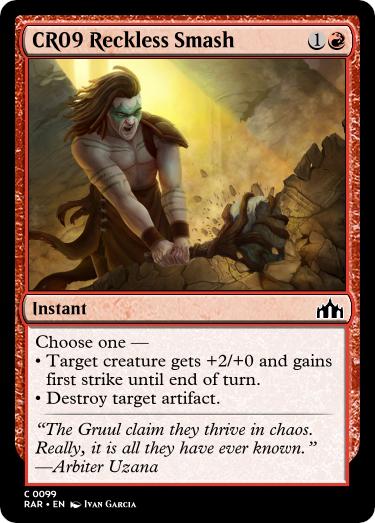 CR09 Reckless Smash 1
Instant
Choose one —
• Target creature gets +2/+0 and gains
first strike until end of turn.
• Destroy target artifact.
“The Gruul claim they thrive in chaos.
Really, it is all they have ever known.”
—Arbiter Uzana
C 0099
RAR • EN Ivan Garcia